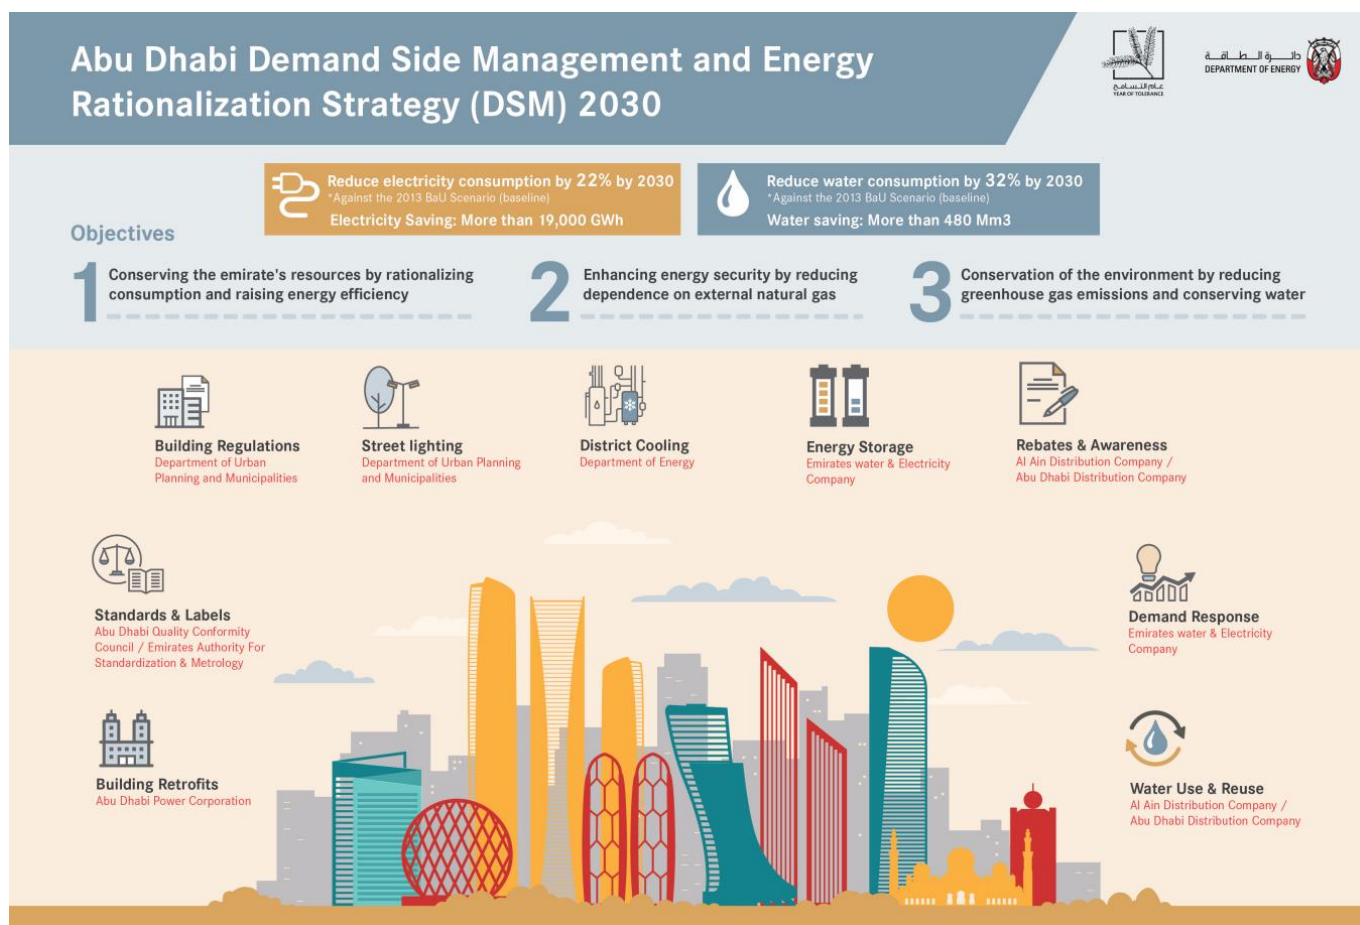 Abu Dhabi Demand Side Management and Energy
Rationalization Strategy (DSM) 2030
عام التسامح
YEAR OF TOLERANCE
دائرة الطاقة
DEPARTMENT OF ENERGY
Reduce electricity consumption by 22% by 2030
*Against the 2013 BaU Scenario (baseline)
Electricity Saving: More than 19,000 GWh
Reduce water consumption by 32% by 2030
*Against the 2013 BaU Scenario (baseline)
Water saving: More than 480 Mm3
Objectives
1
Conserving the emirate's resources by rationalizing
consumption and raising energy efficiency
2
Enhancing energy security by reducing
dependence on external natural gas
3
Conservation of the environment by reducing
greenhouse gas emissions and conserving water
Building Regulations
Department of Urban
Planning and Municipalities
Street lighting
Department of Urban Planning
and Municipalities
District Cooling
Department of Energy
Energy Storage
Emirates water & Electricity
Company
Rebates & Awareness
Al Ain Distribution Company /
Abu Dhabi Distribution Company
Standards & Labels
Abu Dhabi Quality Conformity
Council / Emirates Authority For
Standardization & Metrology
Demand Response
Emirates water & Electricity
Company
Building Retrofits
Abu Dhabi Power Corporation
Water Use & Reuse
Al Ain Distribution Company /
Abu Dhabi Distribution Company